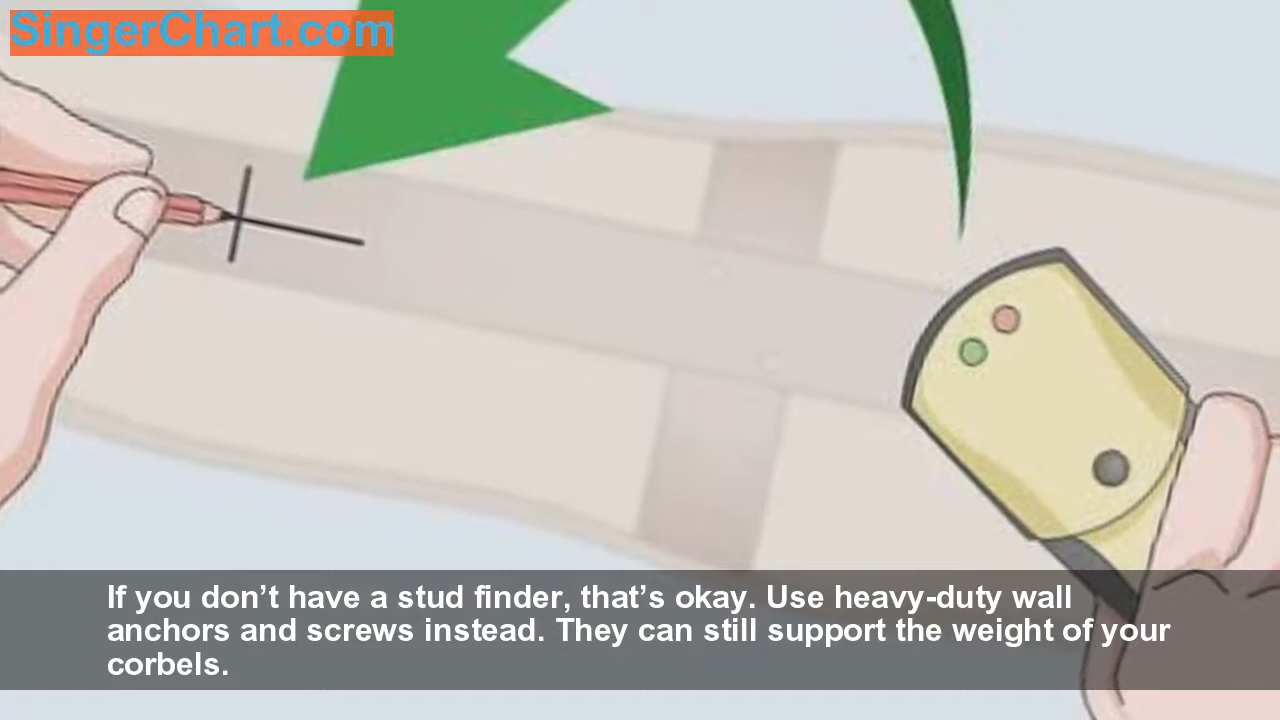 SingerChart.com
If you don’t have a stud finder, that’s okay. Use heavy-duty wall
anchors and screws instead. They can still support the weight of your
corbels.